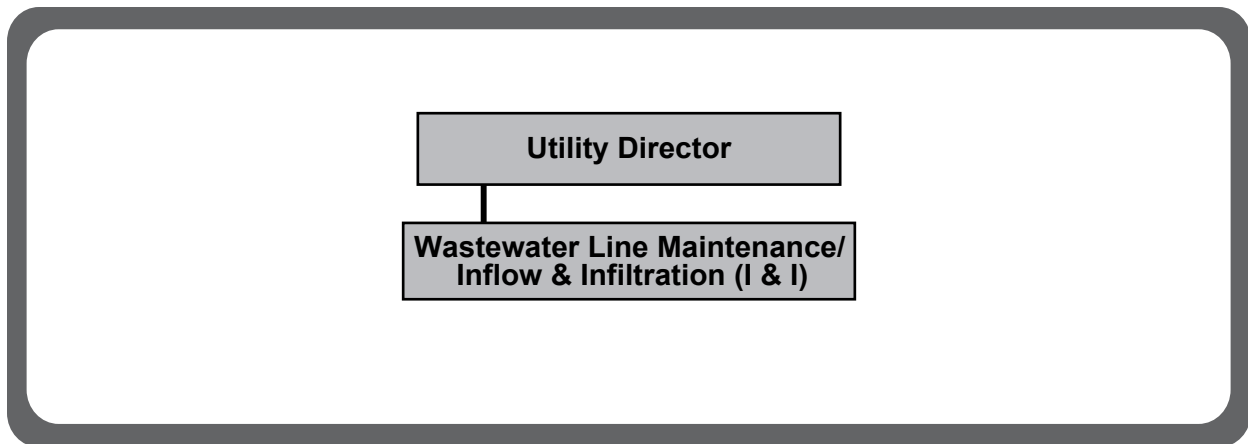 Utility Director
Wastewater Line Maintenance/
Inflow & Infiltration (I & I)